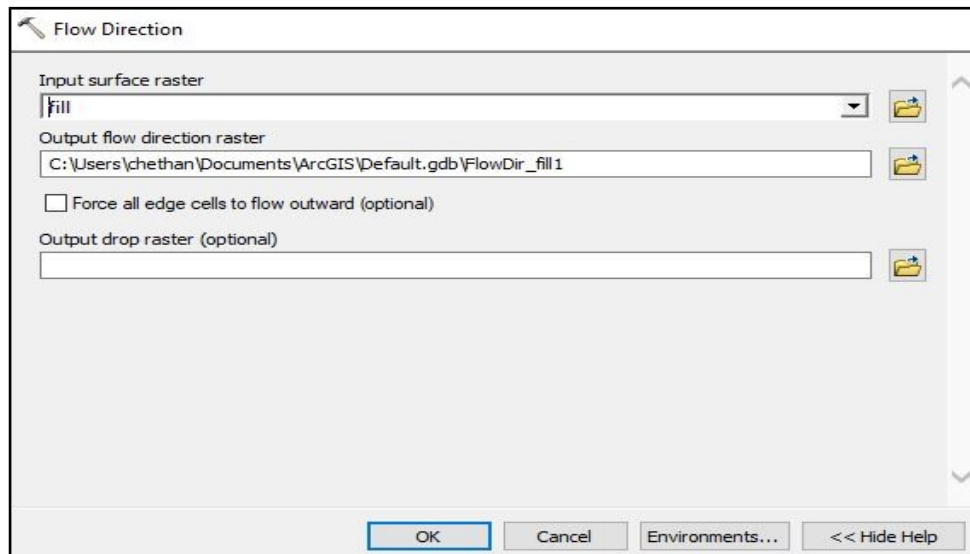 Flow Direction
Input surface raster
fill
Output flow direction raster
C:\Users\chethan\Documents\ArcGIS\Default.gdb\FlowDir_fill1
Force all edge cells to flow outward (optional)
Output drop raster (optional)
OK Cancel Environments... << Hide Help